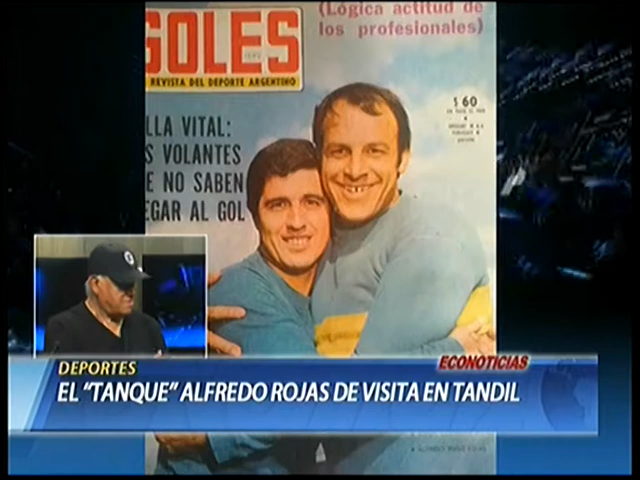 (Lógica actitud de
los profesionales)
GOLES
REVISTA DEL DEPORTE ARGENTINO
$ 60
LLA VITAL:
S VOLANTES
E NO SABEN
EGAR AL GOL
DEPORTES
ECONOTICIAS
EL "TANQUE" ALFREDO ROJAS DE VISITA EN TANDIL